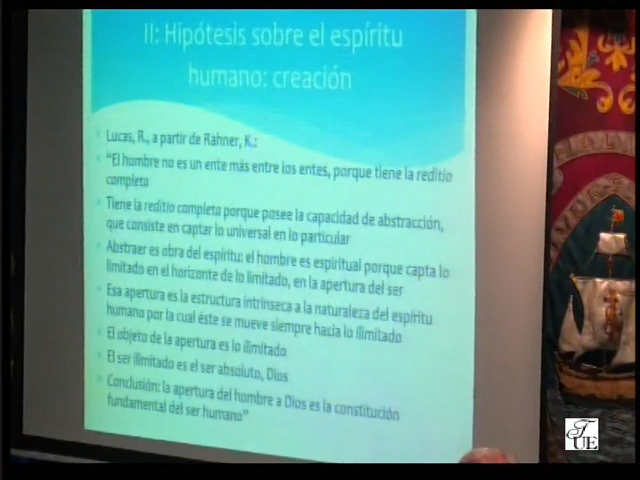 II: Hipótesis sobre el espíritu
humano: creación
Lucas, R., a partir de Rahner, K.:
"El hombre no es un ente más entre los entes, porque tiene la reditio
completa
Tiene la reditio completa porque posee la capacidad de abstracción,
que consiste en captar lo universal en lo particular
Abstraer es obra del espíritu: el hombre es espiritual porque capta lo
limitado en el horizonte de lo limitado, en la apertura del ser
Esa apertura es la estructura intrínseca a la naturaleza del espíritu
humano por la cual éste se mueve siempre hacia lo ilimitado
El objeto de la apertura es lo ilimitado
El ser ilimitado es el ser absoluto, Dios
Conclusión: la apertura del hombre a Dios es la constitución
fundamental del ser humano"
UE